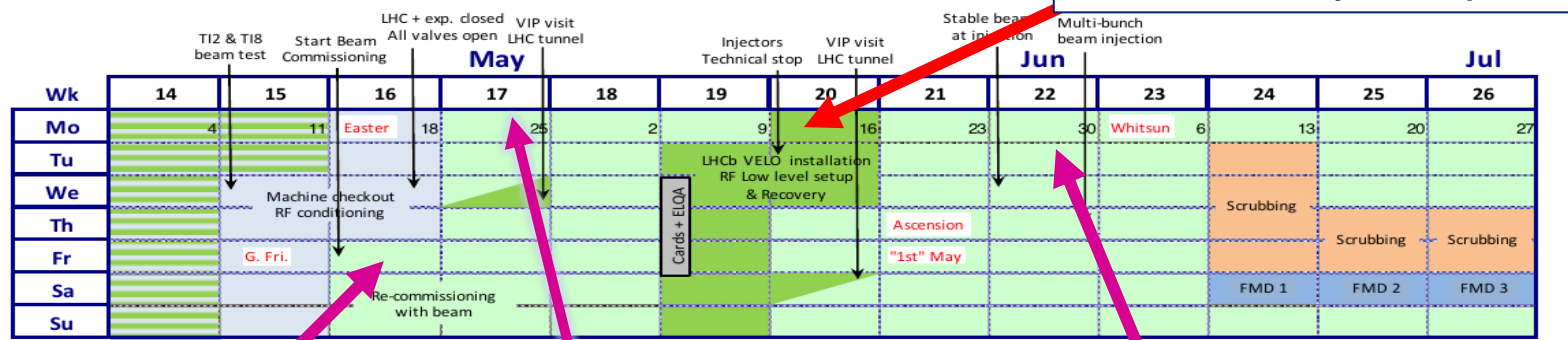 LHC + exp. closed
All valves open
VIP visit
LHC tunnel
TI2 & TI8
beam test
Start Beam
Commissioning
May
Injectors
Technical stop
VIP visit
LHC tunnel
Stable beam
at injection
Multi-bunch
beam injection
Jun
Jul
Wk 14 15 16 17 18 19 20 21 22 23 24 25 26
Mo 4 11 Easter 18 25 2 9 16 23 30 Whitsun 6 13 20 27
Tu
We
Th
Fr
Sa
Su
Machine checkout
RF conditioning
G. Fri.
Re-commissioning
with beam
Cards + ELQA
LHCb VELO installation
RF Low level setup
& Recovery
Ascension
"1st" May
Scrubbing
Scrubbing
Scrubbing
FMD 1
FMD 2
FMD 3